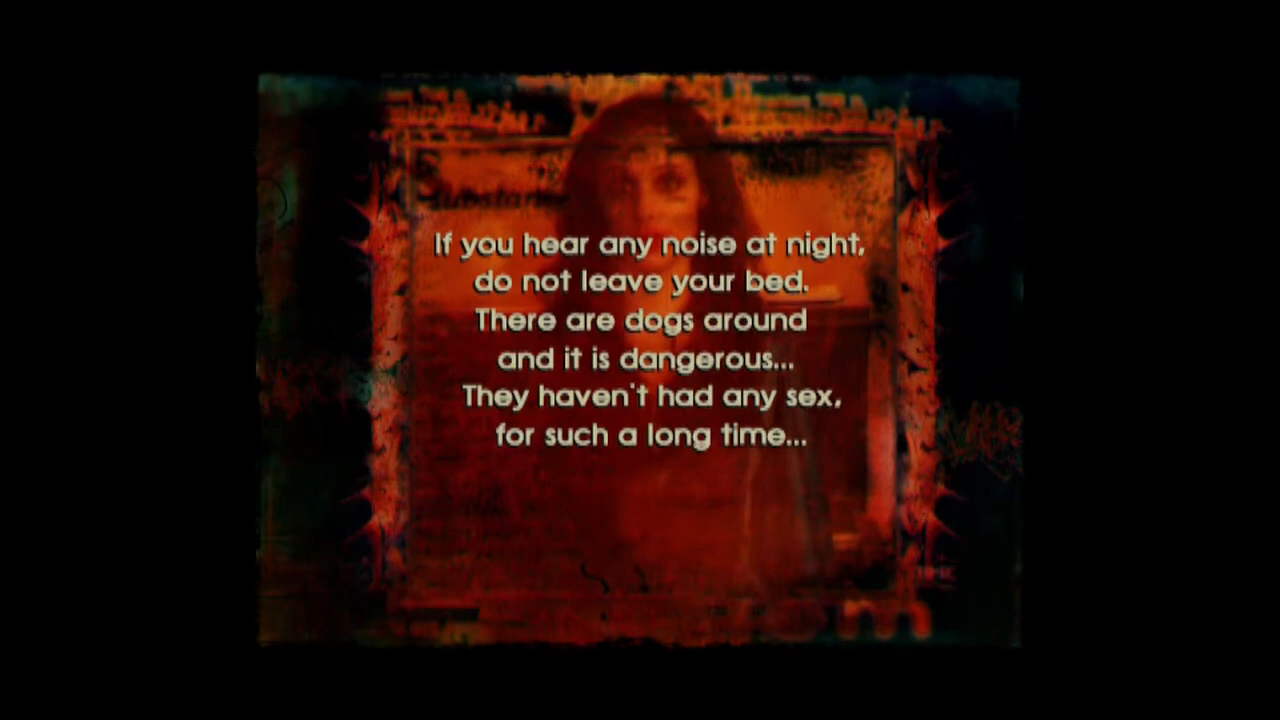 substan
If you hear any noise at night,
do not leave your bed.
There are dogs around
and it is dangerous...
They haven't had any sex,
for such a long time...
m